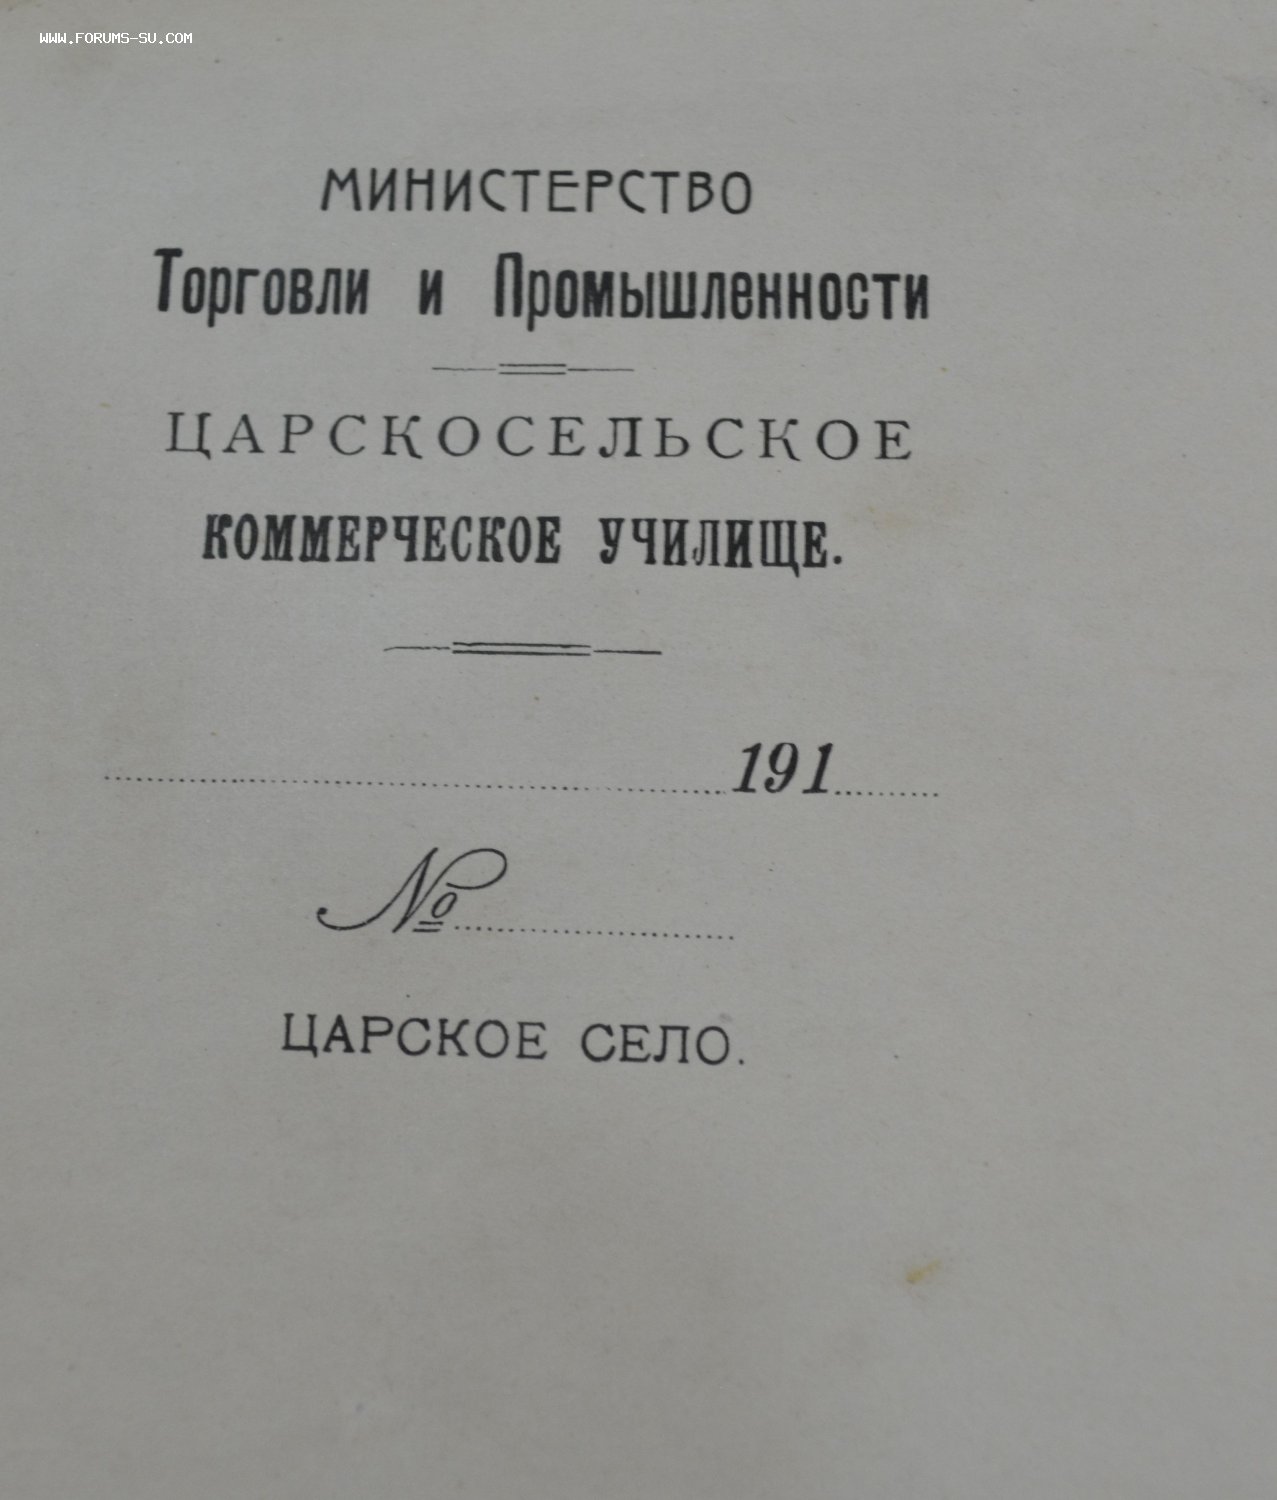 WWW.FORUMS-SU.COM
МИНИСТЕРСТВО
Торговли и Промышленности
ЦАРСКОСЕЛЬСКОЕ
КОММЕРЧЕСКОЕ УЧИЛИЩЕ.
191
№
ЦАРСКОЕ СЕЛО.